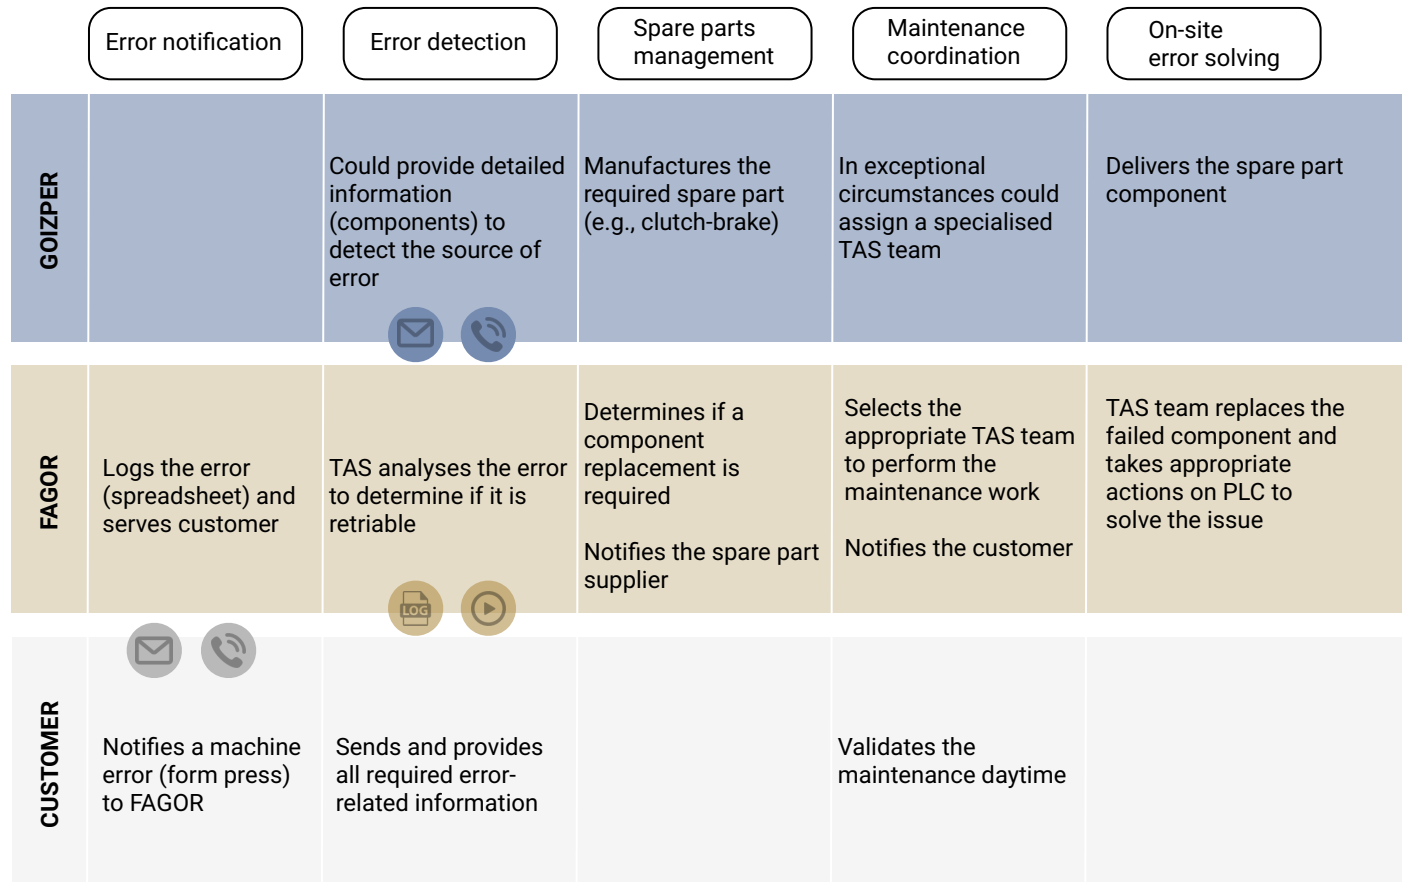 Error notification
Error detection
Spare parts
management
Maintenance
coordination
On-site
error solving
GOIZPER
Could provide detailed
information
(components) to
detect the source of
error
Manufactures the
required spare part
(e.g., clutch-brake)
In exceptional
circumstances could
assign a specialised
TAS team
Delivers the spare part
component
FAGOR
Logs the error
(spreadsheet) and
serves customer
TAS analyses the error
to determine if it is
retriable
Determines if a
component
replacement is
required
Notifies the spare part
supplier
Selects the
appropriate TAS team
to perform the
maintenance work
Notifies the customer
TAS team replaces the
failed component and
takes appropriate
actions on PLC to
solve the issue
LOG
CUSTOMER
Notifies a machine
error (form press)
to FAGOR
Sends and provides
all required error-
related information
Validates the
maintenance daytime